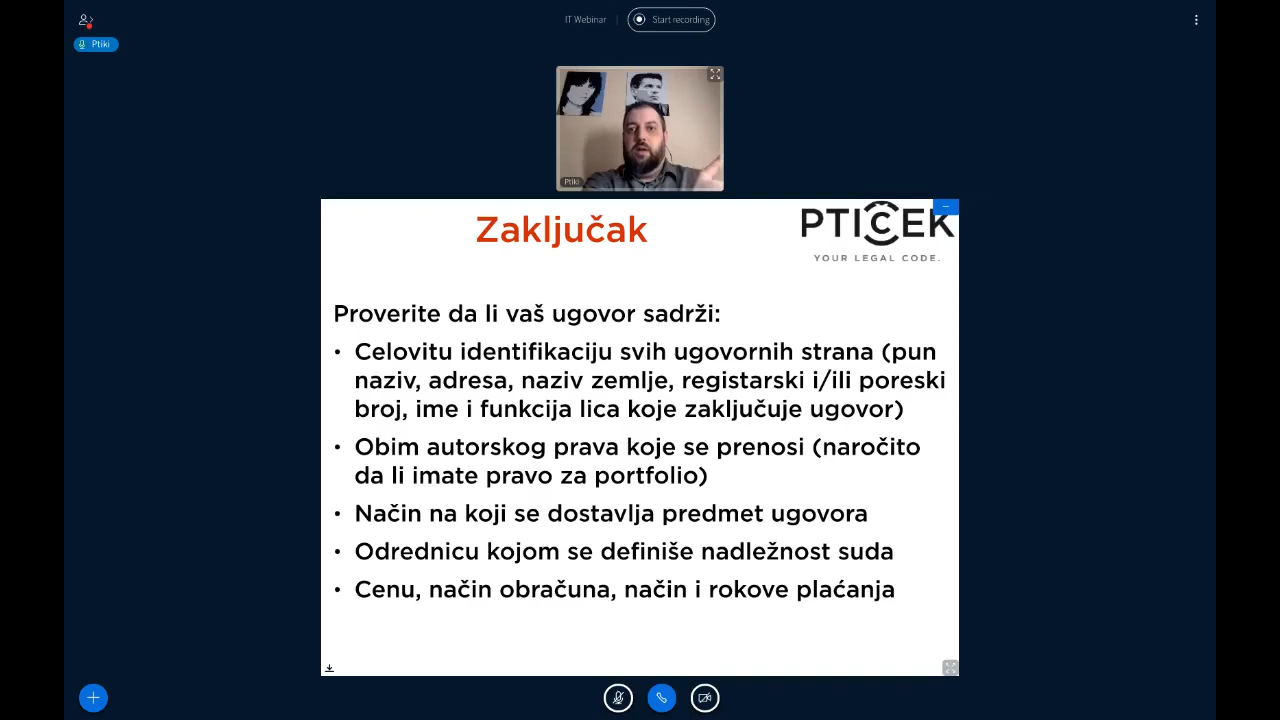 IT Webinar
Start recording
Ptiki
Ptiki
Zaključak
PTIČEK
YOUR LEGAL CODE.
Proverite da li vaš ugovor sadrži:
• Celovitu identifikaciju svih ugovornih strana (pun
naziv, adresa, naziv zemlje, registarski i/ili poreski
broj, ime i funkcija lica koje zaključuje ugovor)
• Obim autorskog prava koje se prenosi (naročito
da li imate pravo za portfolio)
• Način na koji se dostavlja predmet ugovora
• Odrednicu kojom se definiše nadležnost suda
• Cenu, način obračuna, način i rokove plaćanja